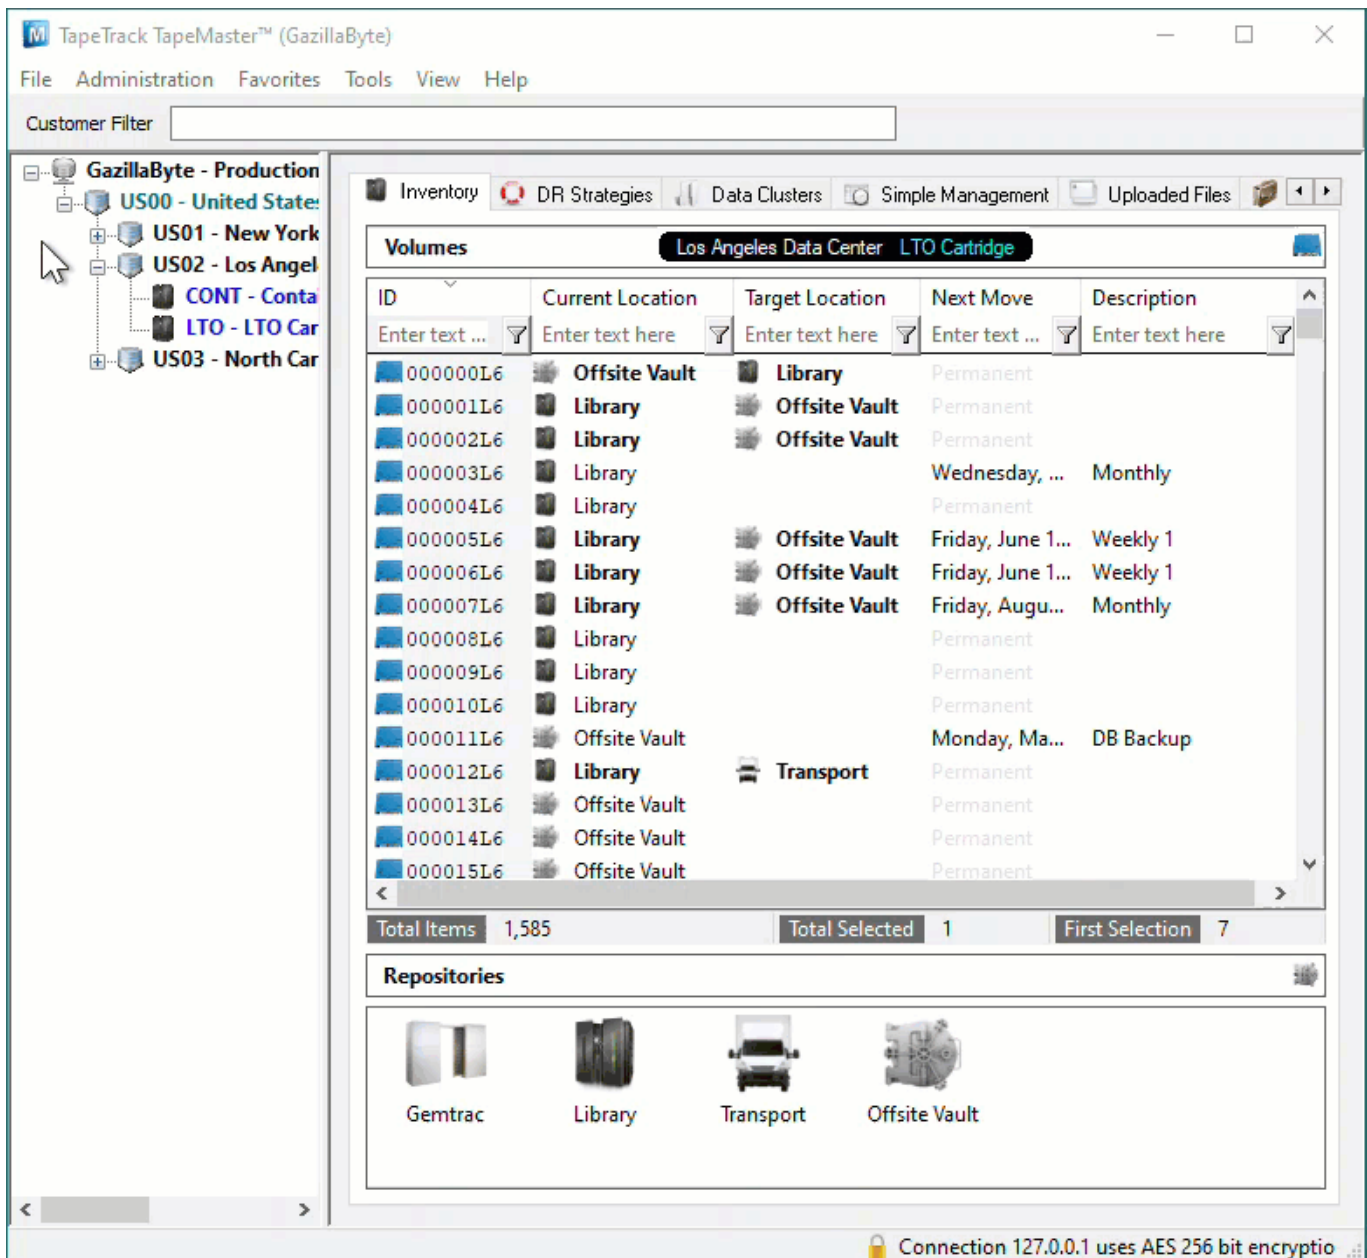 TapeTrack TapeMaster™ (GazillaByte)
File Administration Favorites Tools View Help
Customer Filter
GazillaByte - Production
US00 - United States
US01 - New York
US02 - Los Angel
CONT - Conta
LTO - LTO Car
US03 - North Car
Inventory DR Strategies Data Clusters Simple Management Uploaded Files
Volumes Los Angeles Data Center LTO Cartridge
ID Current Location Target Location Next Move Description
Enter text ... Enter text here Enter text here Enter text ... Enter text here
000000L6 Offsite Vault Library Permanent
000001L6 Library Offsite Vault Permanent
000002L6 Library Offsite Vault Permanent
000003L6 Library Wednesday, ... Monthly
000004L6 Library Permanent
000005L6 Library Offsite Vault Friday, June 1... Weekly 1
000006L6 Library Offsite Vault Friday, June 1... Weekly 1
000007L6 Library Offsite Vault Friday, Augu... Monthly
000008L6 Library Permanent
000009L6 Library Permanent
000010L6 Library Permanent
000011L6 Offsite Vault Monday, Ma... DB Backup
000012L6 Library Transport Permanent
000013L6 Offsite Vault Permanent
000014L6 Offsite Vault Permanent
000015L6 Offsite Vault Permanent
Total Items 1,585 Total Selected 1 First Selection 7
Repositories
Gemtrac Library Transport Offsite Vault
Connection 127.0.0.1 uses AES 256 bit encryptio